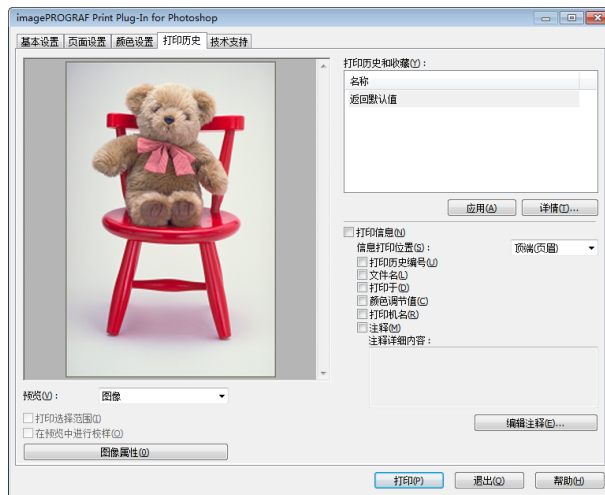 imagePROGRAF Print Plug-In for Photoshop
基本设置 页面设置 颜色设置 打印历史 技术支持
打印历史和收藏(Y)：
名称
返回默认值
应用(A) 详情(T)...
打印信息(N)
信息打印位置(S)： 顶端(页眉)
打印历史编号(U)
文件名(L)
打印于(D)
颜色调节值(C)
打印机名(R)
注释(M)
注释详细内容：
预览(V)： 图像
打印选择范围(I)
在预览中进行校样(O)
编辑注释(E)...
图像属性(J)
打印(P) 退出(Q) 帮助(H)